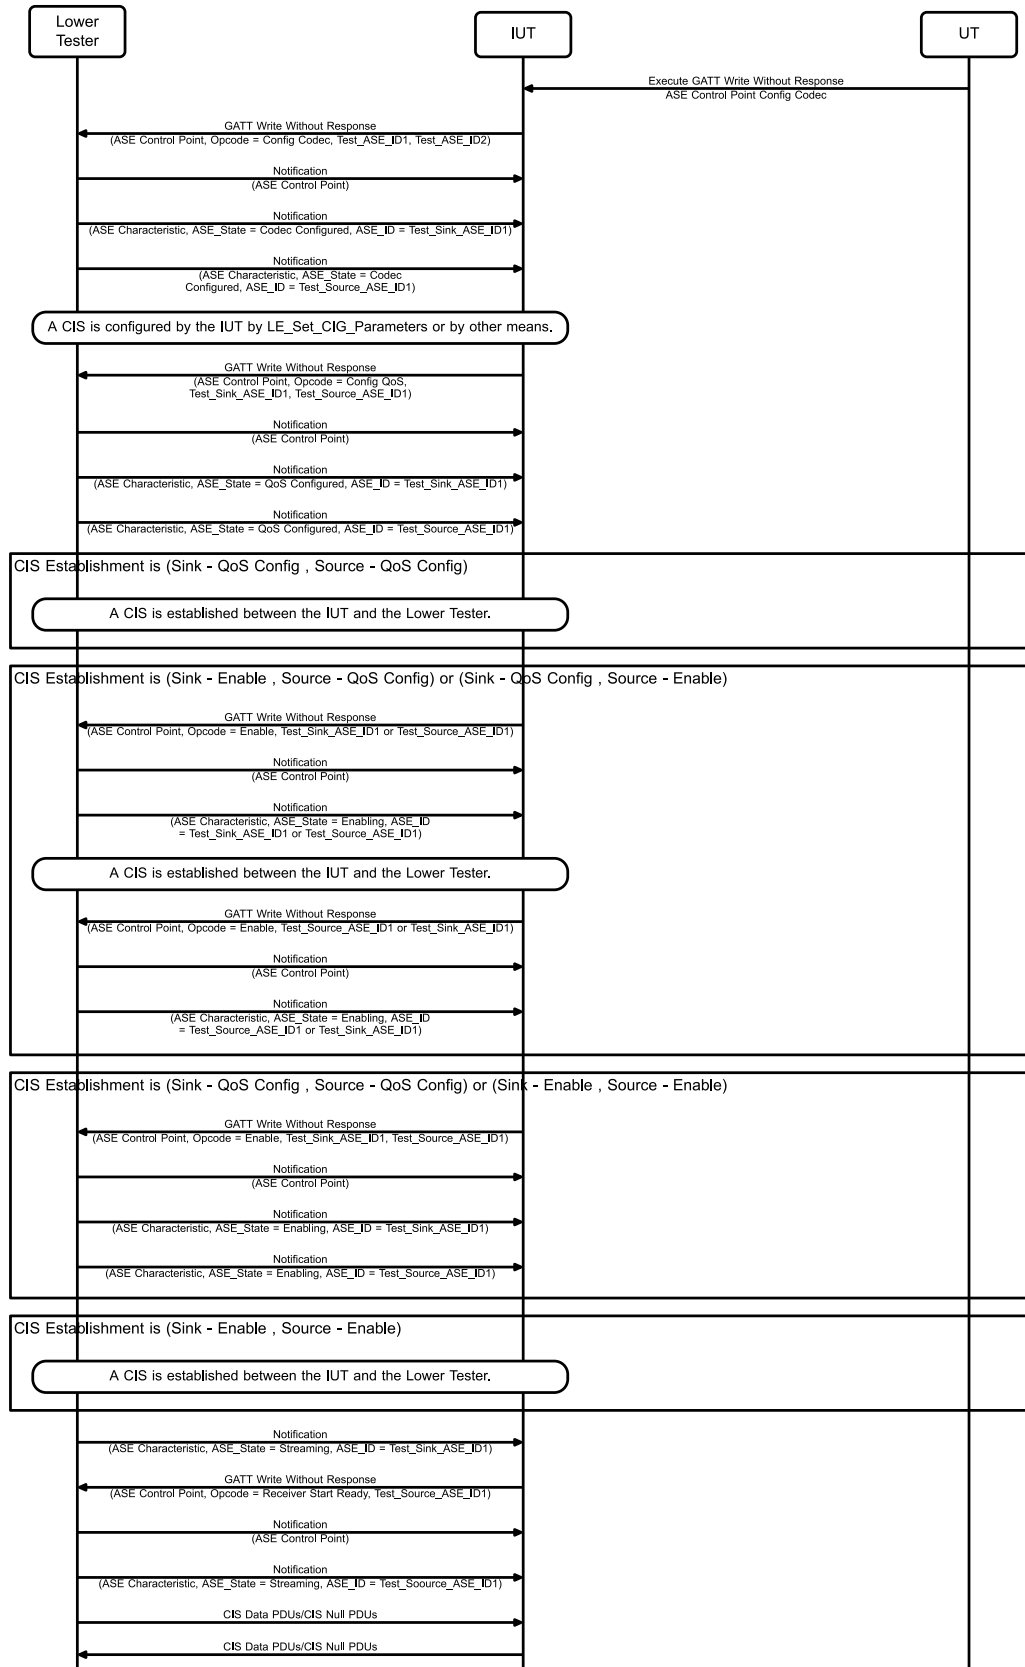 Lower
Tester
IUT
UT
Execute GATT Write Without Response
ASE Control Point Config Codec
GATT Write Without Response
(ASE Control Point, Opcode = Config Codec, Test_ASE_ID1, Test_ASE_ID2)
Notification
(ASE Control Point)
Notification
(ASE Characteristic, ASE_State = Codec Configured, ASE_ID = Test_Sink_ASE_ID1)
Notification
(ASE Characteristic, ASE_State = Codec
Configured, ASE_ID = Test_Source_ASE_ID1)
A CIS is configured by the IUT by LE_Set_CIG_Parameters or by other means.
GATT Write Without Response
(ASE Control Point, Opcode = Config QoS,
Test_Sink_ASE_ID1, Test_Source_ASE_ID1)
Notification
(ASE Control Point)
Notification
(ASE Characteristic, ASE_State = QoS Configured, ASE_ID = Test_Sink_ASE_ID1)
Notification
(ASE Characteristic, ASE_State = QoS Configured, ASE_ID = Test_Source_ASE_ID1)
CIS Establishment is (Sink - QoS Config , Source - QoS Config)
A CIS is established between the IUT and the Lower Tester.
CIS Establishment is (Sink - Enable , Source - QoS Config) or (Sink - QoS Config , Source - Enable)
GATT Write Without Response
(ASE Control Point, Opcode = Enable, Test_Sink_ASE_ID1 or Test_Source_ASE_ID1)
Notification
(ASE Control Point)
Notification
(ASE Characteristic, ASE_State = Enabling, ASE_ID
= Test_Sink_ASE_ID1 or Test_Source_ASE_ID1)
A CIS is established between the IUT and the Lower Tester.
GATT Write Without Response
(ASE Control Point, Opcode = Enable, Test_Source_ASE_ID1 or Test_Sink_ASE_ID1)
Notification
(ASE Control Point)
Notification
(ASE Characteristic, ASE_State = Enabling, ASE_ID
= Test_Source_ASE_ID1 or Test_Sink_ASE_ID1)
CIS Establishment is (Sink - QoS Config , Source - QoS Config) or (Sink - Enable , Source - Enable)
GATT Write Without Response
(ASE Control Point, Opcode = Enable, Test_Sink_ASE_ID1, Test_Source_ASE_ID1)
Notification
(ASE Control Point)
Notification
(ASE Characteristic, ASE_State = Enabling, ASE_ID = Test_Sink_ASE_ID1)
Notification
(ASE Characteristic, ASE_State = Enabling, ASE_ID = Test_Source_ASE_ID1)
CIS Establishment is (Sink - Enable , Source - Enable)
A CIS is established between the IUT and the Lower Tester.
Notification
(ASE Characteristic, ASE_State = Streaming, ASE_ID = Test_Sink_ASE_ID1)
GATT Write Without Response
(ASE Control Point, Opcode = Receiver Start Ready, Test_Source_ASE_ID1)
Notification
(ASE Control Point)
Notification
(ASE Characteristic, ASE_State = Streaming, ASE_ID = Test_Soource_ASE_ID1)
CIS Data PDUs/CIS Null PDUs
CIS Data PDUs/CIS Null PDUs